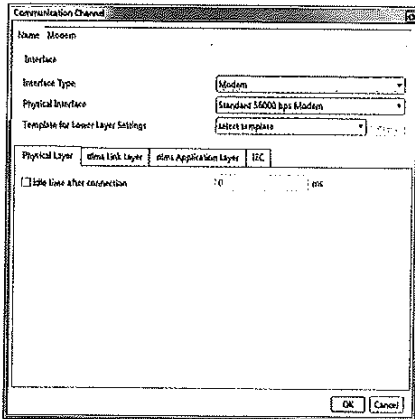 Communication Channel
Name Modem
Interface
Interface Type Modem
Physical Interface Standard 56000 bps Modem
Template for Lower Layer Settings select template
Physical Layer dlms Link Layer dlms Application Layer IEC
Idle time after connection 0 ms
OK Cancel